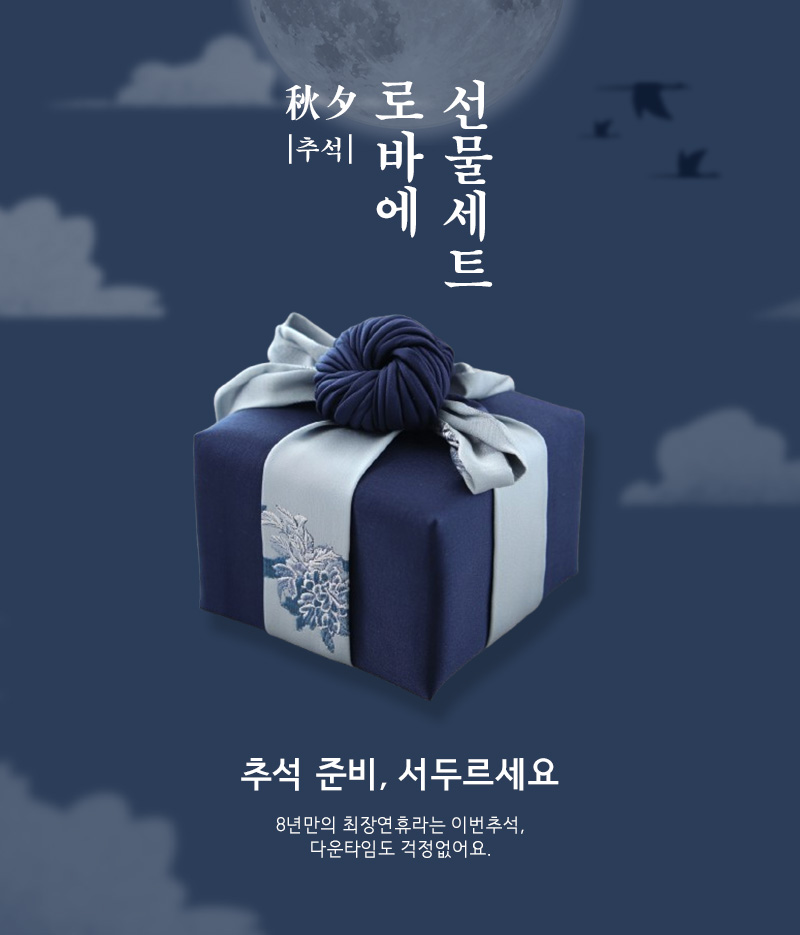 秋夕
|추석|
로바에
선물세트
추석 준비, 서두르세요
8년만의 최장연휴라는 이번추석,
다운타임도 걱정없어요.